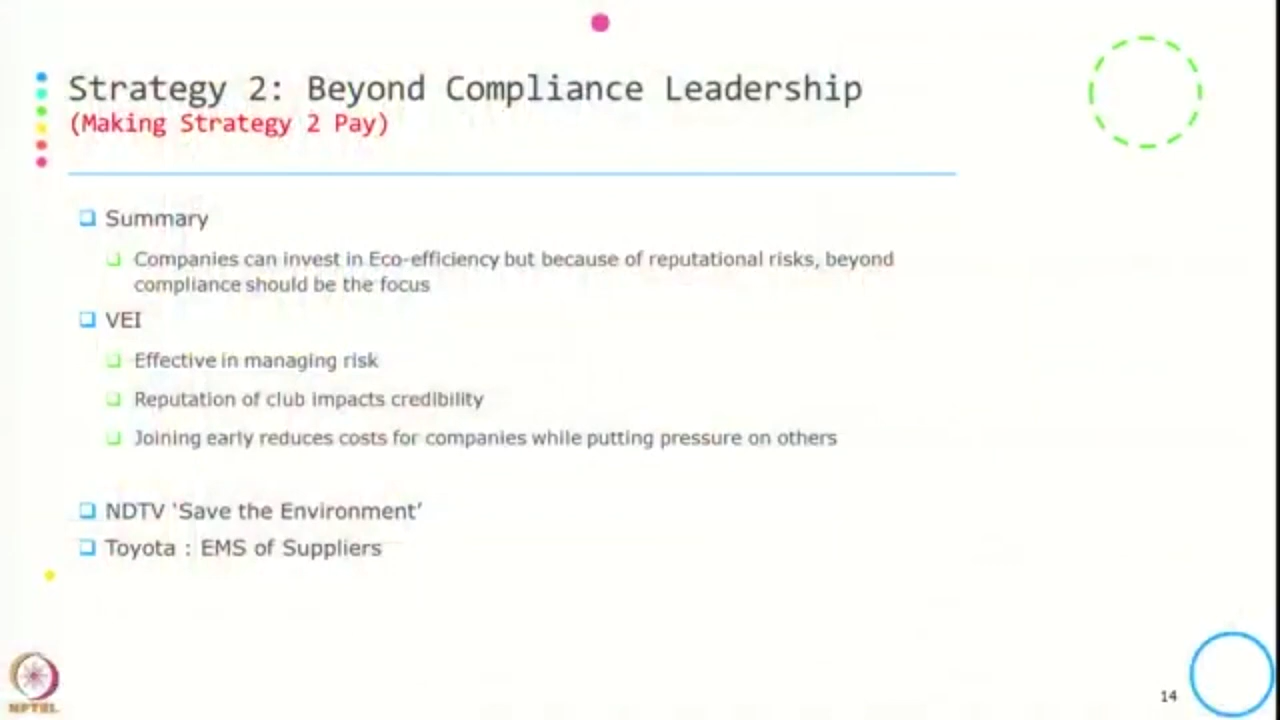 Strategy 2: Beyond Compliance Leadership
(Making Strategy 2 Pay)
Summary
Companies can invest in Eco-efficiency but because of reputational risks, beyond
compliance should be the focus
VEI
Effective in managing risk
Reputation of club impacts credibility
Joining early reduces costs for companies while putting pressure on others
NDTV 'Save the Environment'
Toyota : EMS of Suppliers
NPTEL
14